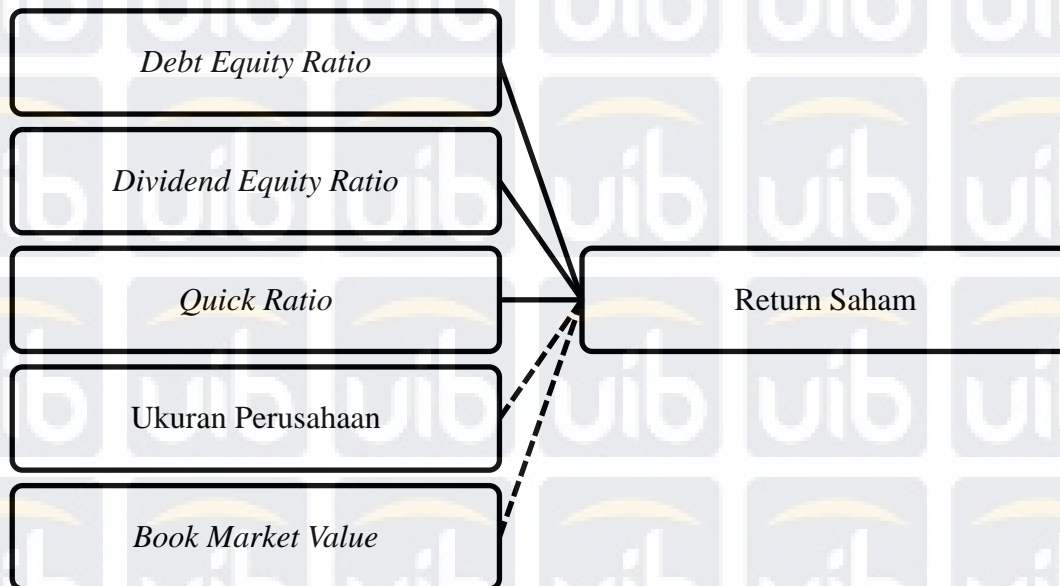 Debt Equity Ratio
Dividend Equity Ratio
Quick Ratio
Return Saham
Ukuran Perusahaan
Book Market Value